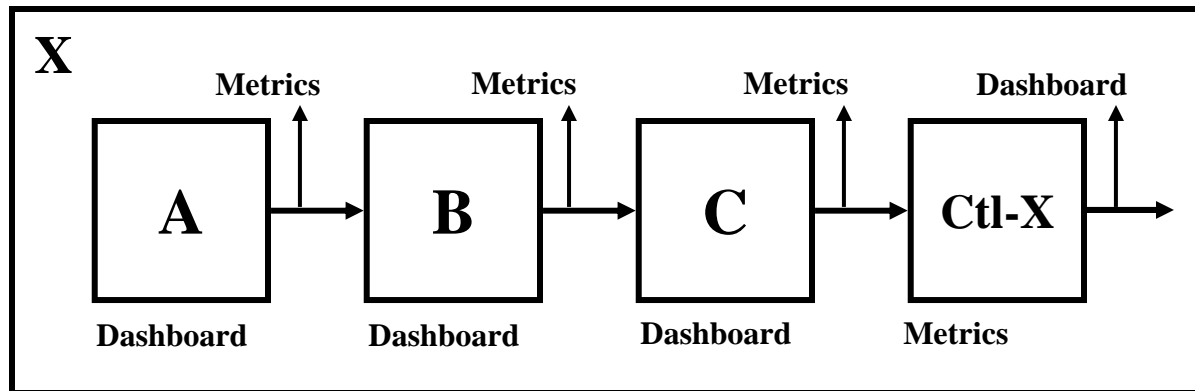 X
Metrics
Metrics
Metrics
Dashboard
A
B
C
Ctl-X
Dashboard
Dashboard
Dashboard
Metrics